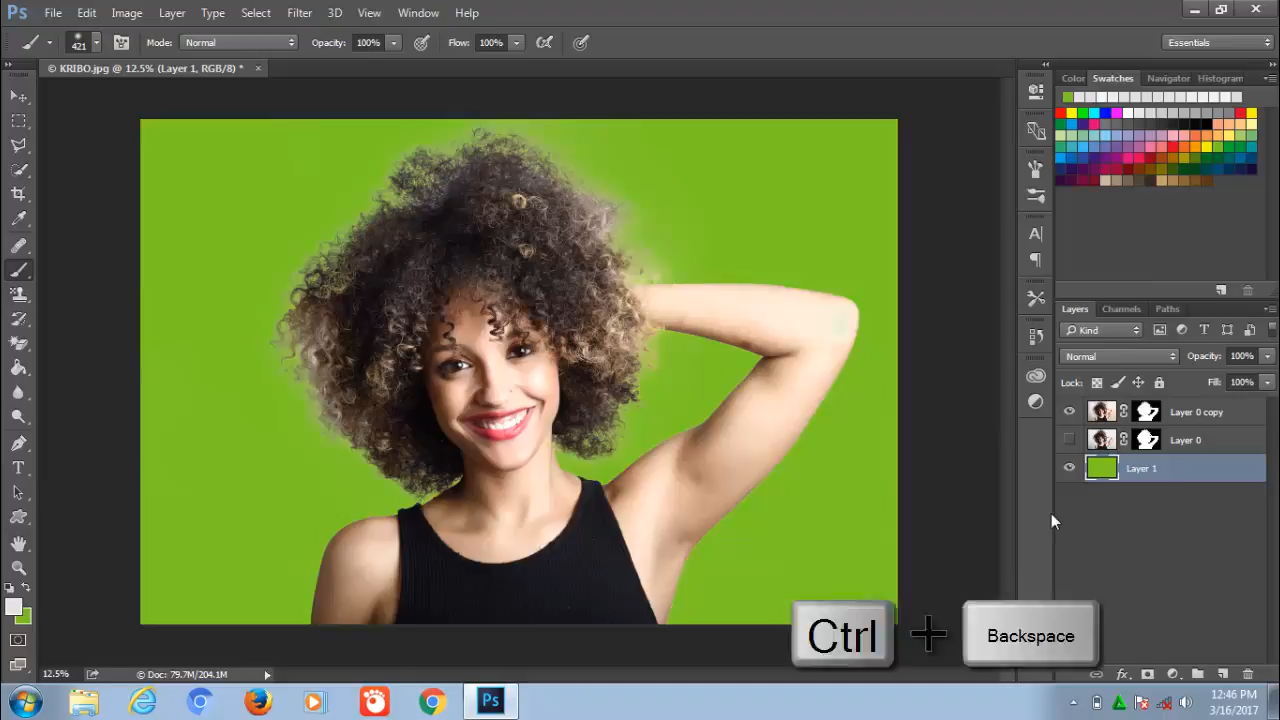 Ps File Edit Image Layer Type Select Filter 3D View Window Help
421 Mode: Normal Opacity: 100% Flow: 100% Essentials
© KRIBO.jpg @ 12.5% (Layer 1, RGB/8) * ×
Color Swatches Navigator Histogram
Layers Channels Paths
Kind
Normal Opacity: 100%
Lock: Fill: 100%
Layer 0 copy
Layer 0
Layer 1
Ctrl + Backspace
12.5% © Doc: 79.7M/204.1M
Ps 12:46 PM
3/16/2017